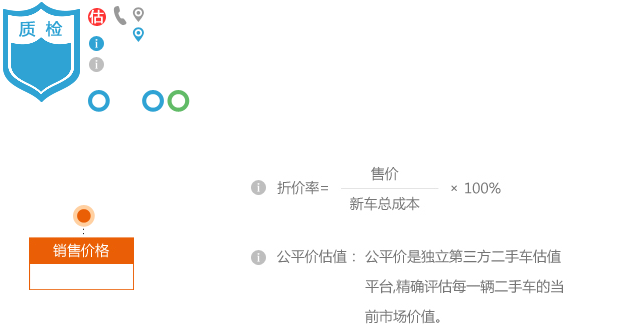 质 检
估
折价率=
售价
新车总成本
× 100%
销售价格
公平价估值： 公平价是独立第三方二手车估值
平台,精确评估每一辆二手车的当
前市场价值。